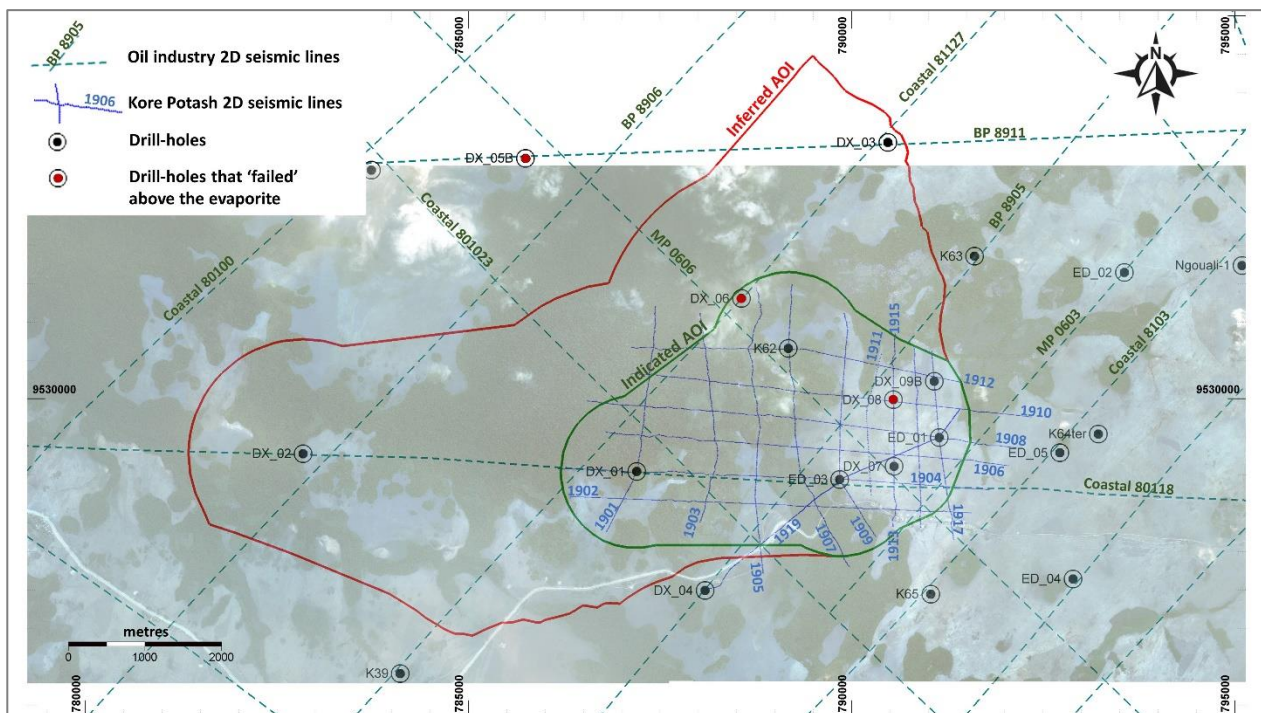 785000
790000
795000
BP 8905
Oil industry 2D seismic lines
1906
Kore Potash 2D seismic lines
Drill-holes
Drill-holes that ‘failed’
above the evaporite
BP 8906
Inferred AOI
Coastal 81127
N
BP 8911
DX_03
DX_05B
Coastal 801023
MP 0606
BP 8905
K63
ED_02
Ngouali-1
Coastal 80100
DX_06
MP 0603
Coastal 8103
Indicated AOI
K62
1911
1915
DX_09B
1912
9530000
9530000
DX_08
1910
ED_01
1908
K64ter
ED_05
DX_02
DX_01
ED_03
DX_07
1906
1904
Coastal 80118
1902
1901
1903
1919
1907
1909
1913
1917
1905
DX_04
K65
ED_04
metres
0 1000 2000
K39
780000
785000
790000
795000